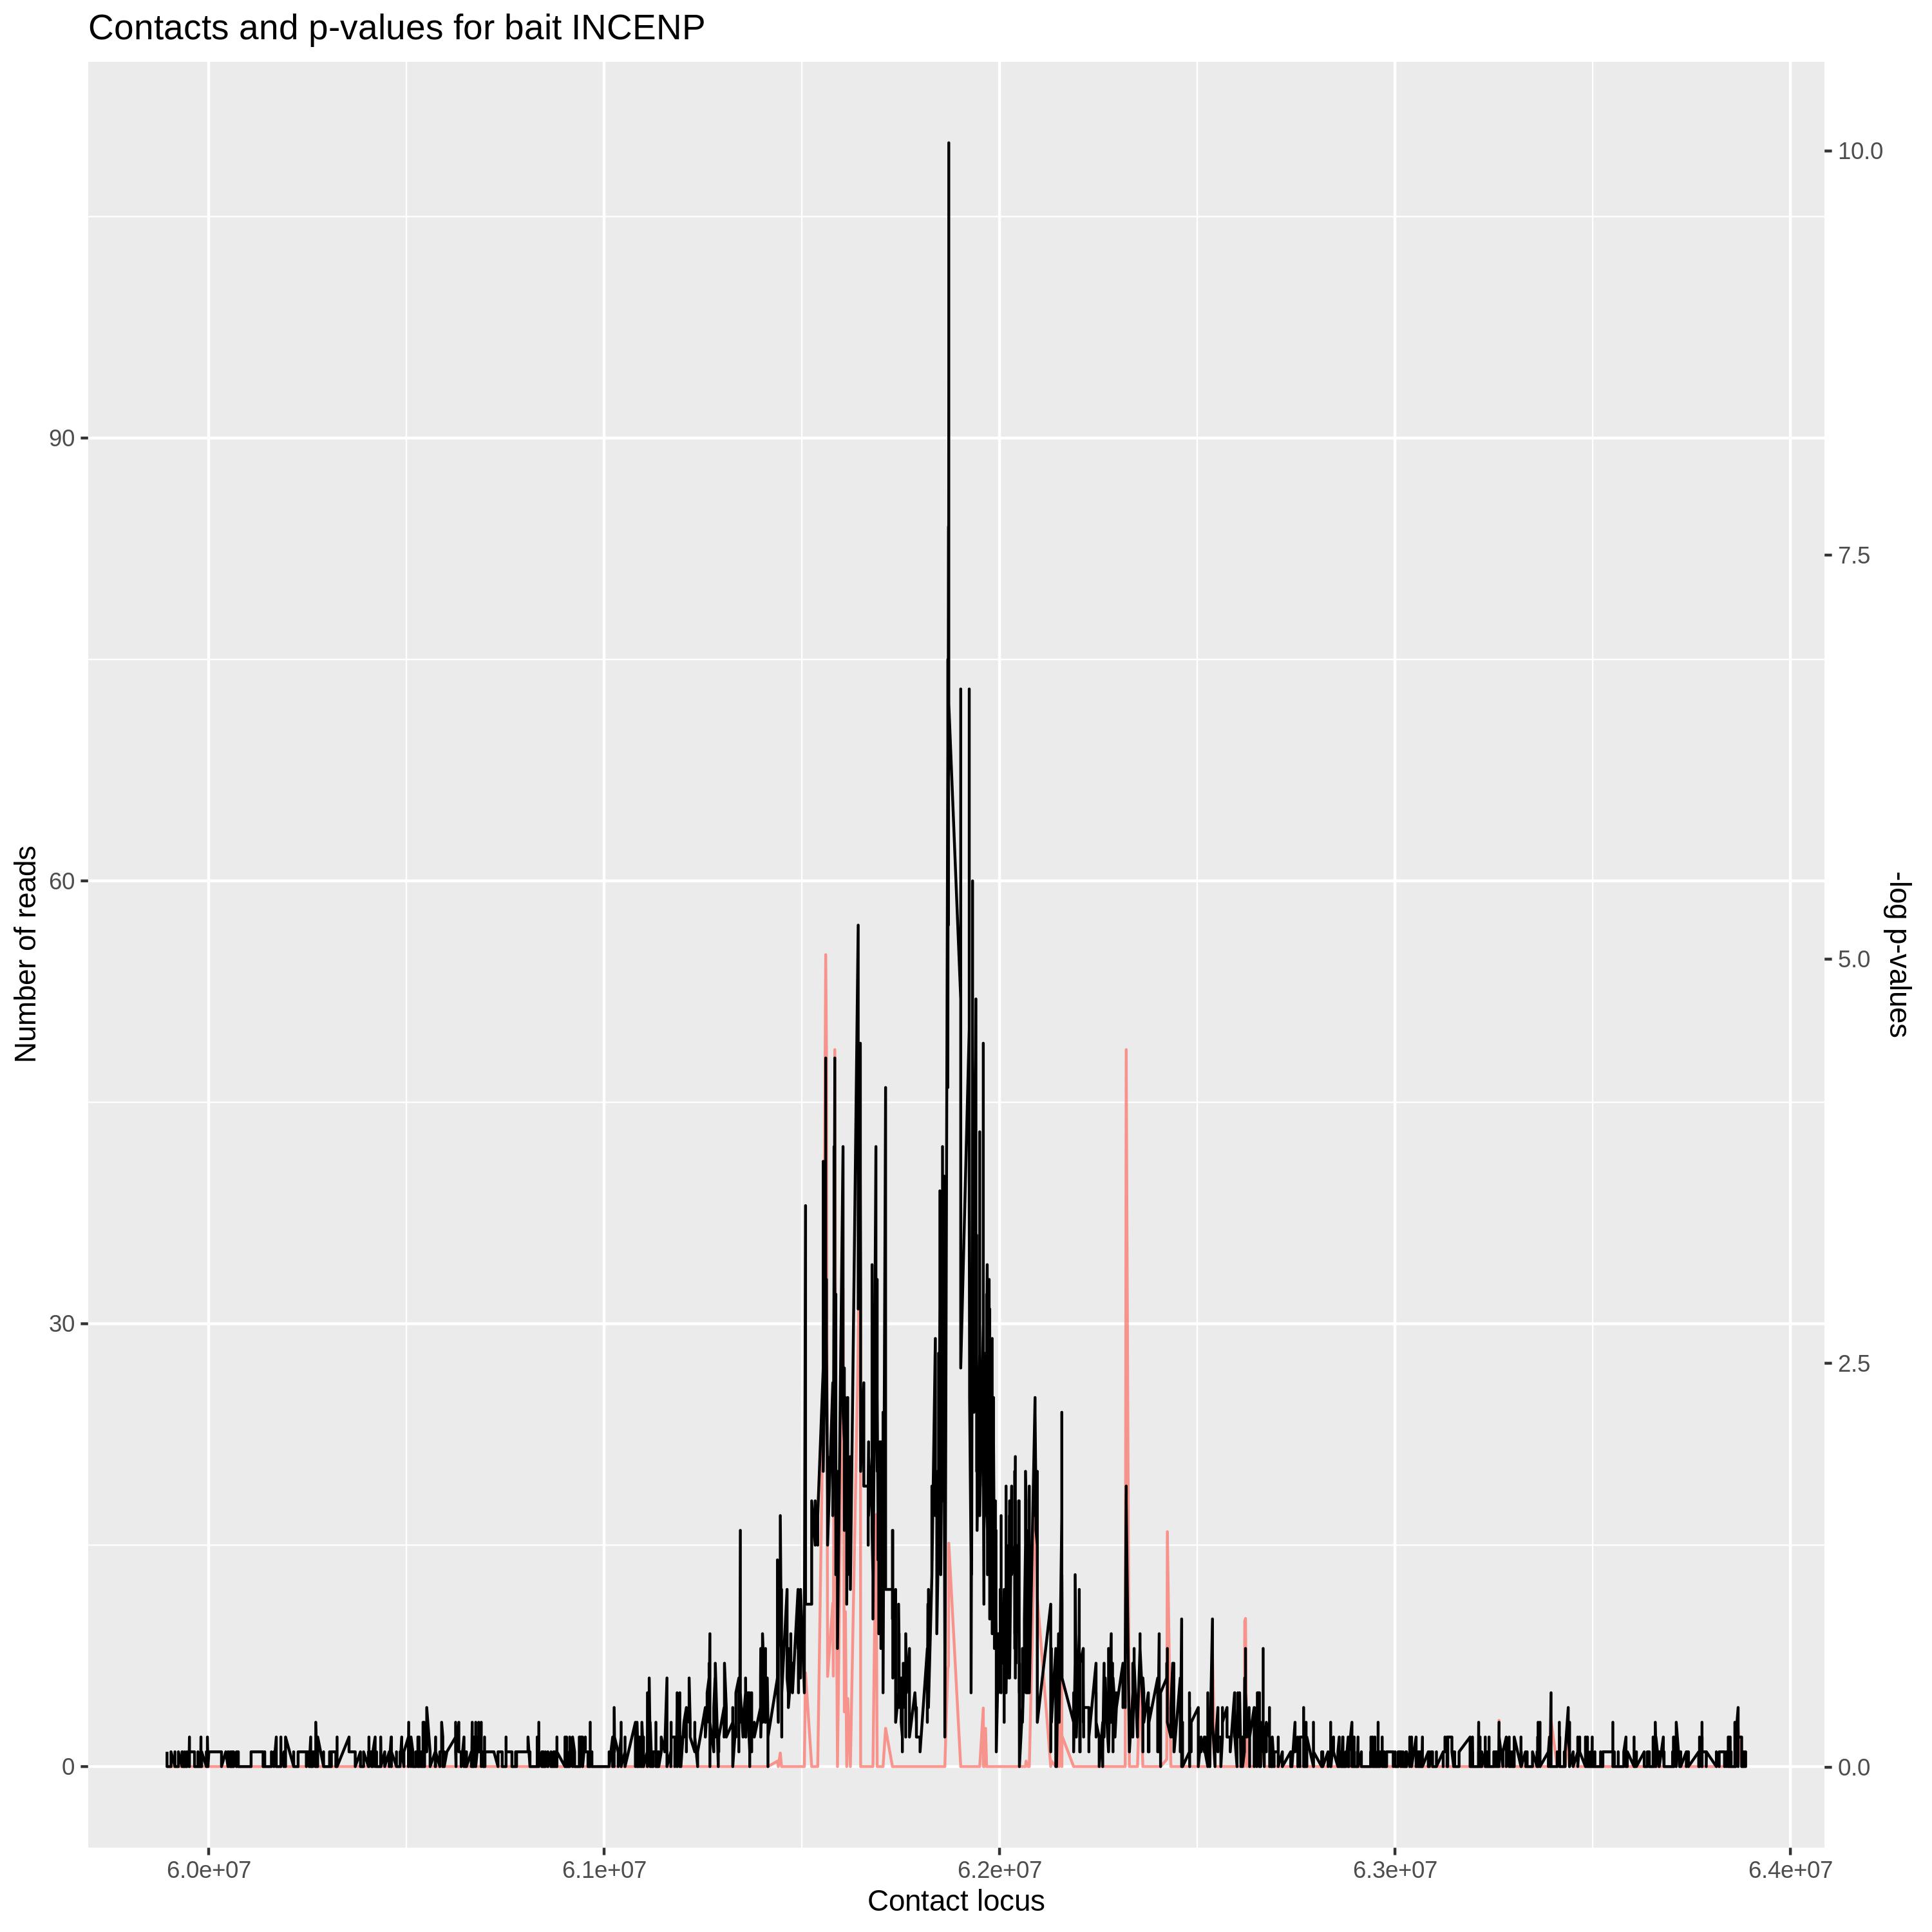 Contacts and p-values for bait INCENP
Number of reads
90
60
30
0
10.0
7.5
5.0
2.5
0.0
-log p-values
6.0e+07
6.1e+07
6.2e+07
6.3e+07
6.4e+07
Contact locus